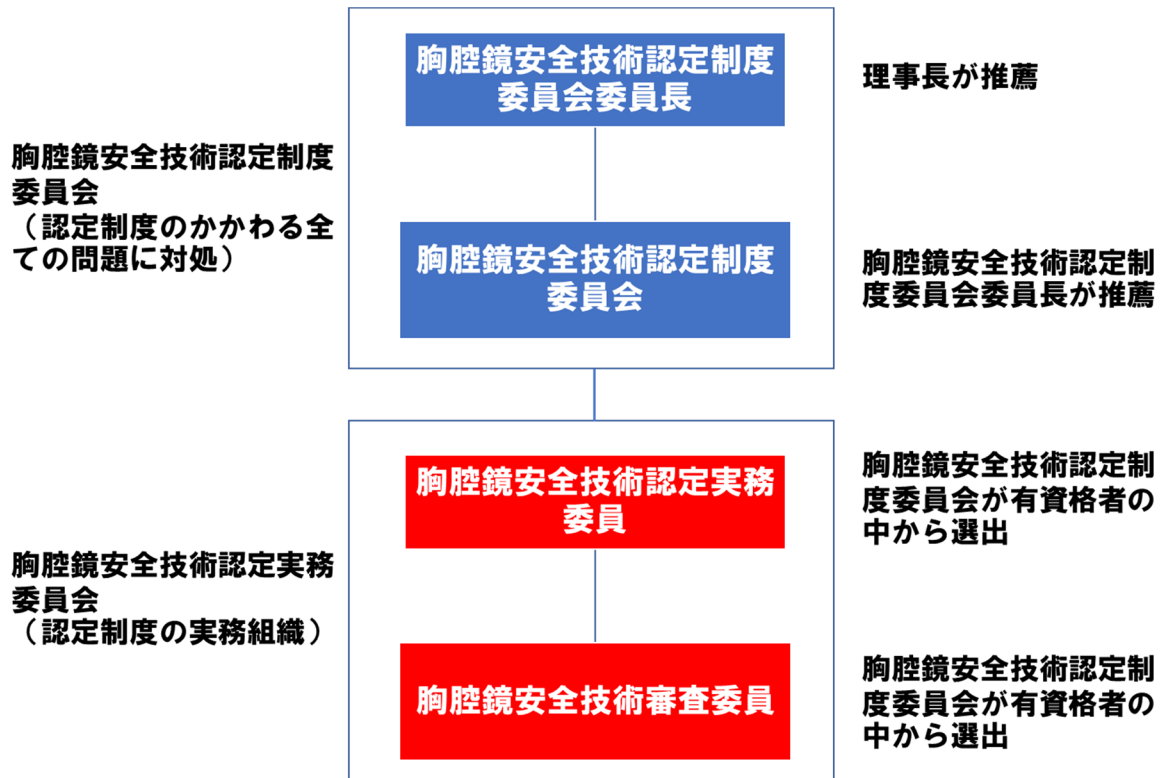 胸腔鏡安全技術認定制度
委員会委員長
理事長が推薦
胸腔鏡安全技術認定制度
委員会
（認定制度のかかわる全
ての問題に対処）
胸腔鏡安全技術認定制度
委員会
胸腔鏡安全技術認定制
度委員会委員長が推薦
胸腔鏡安全技術認定実務
委員
胸腔鏡安全技術認定制
度委員会が有資格者の
中から選出
胸腔鏡安全技術認定実務
委員会
（認定制度の実務組織）
胸腔鏡安全技術審査委員
胸腔鏡安全技術認定制
度委員会が有資格者の
中から選出